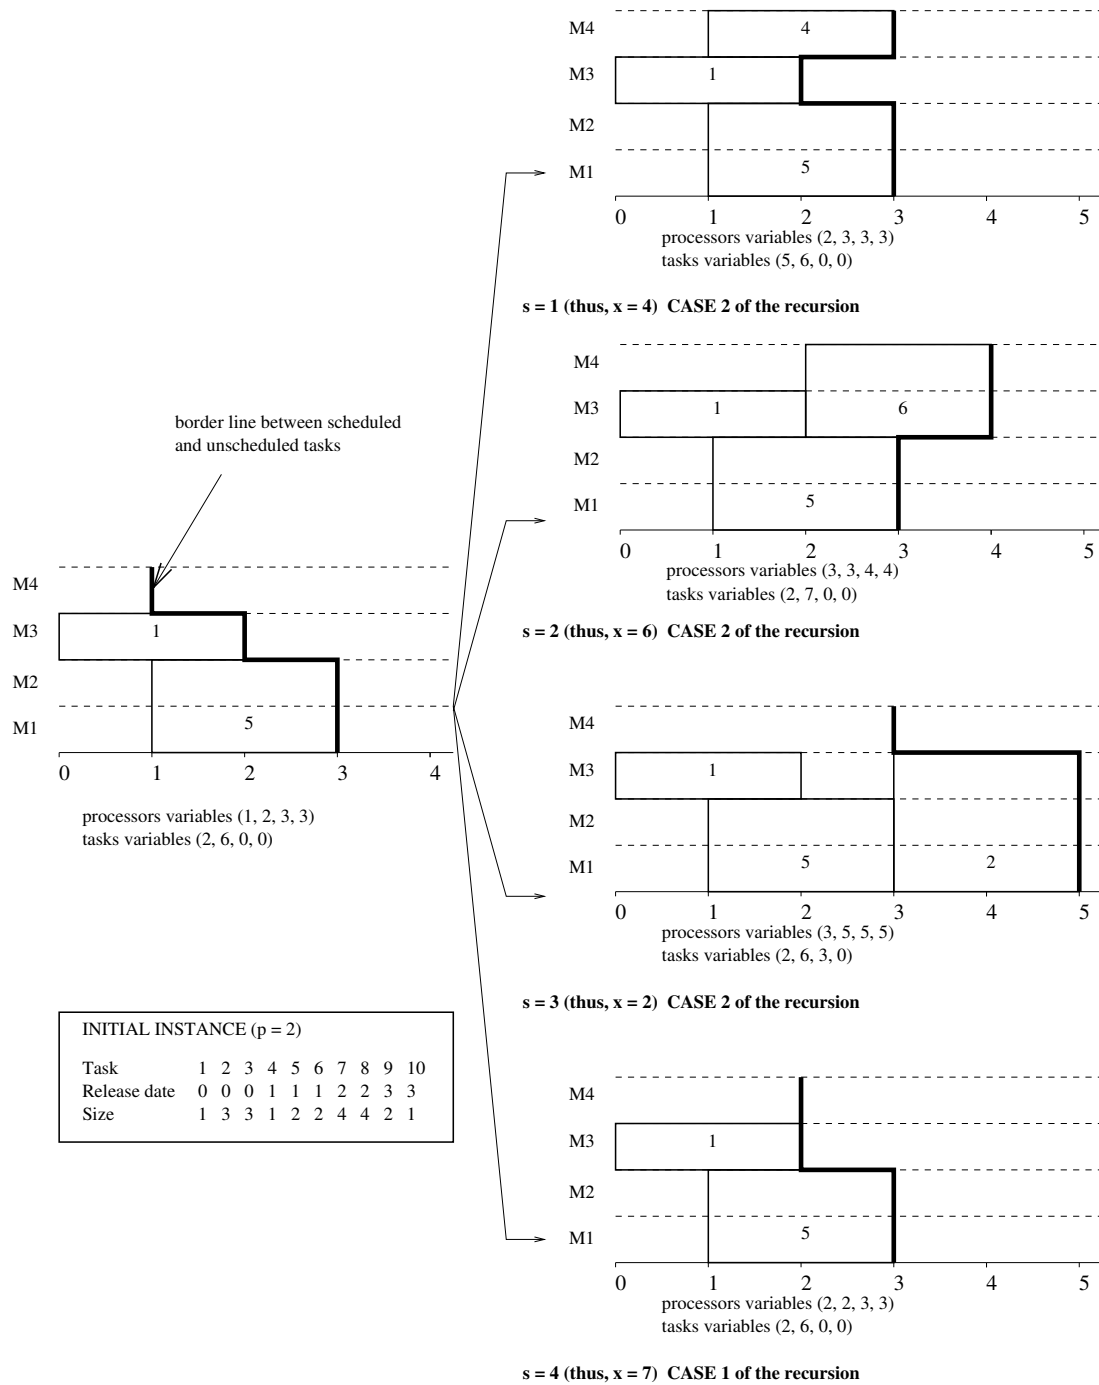 M4
M3
M2
M1
4
1
5
0 1 2 3 4 5
processors variables (2, 3, 3, 3)
tasks variables (5, 6, 0, 0)
s = 1 (thus, x = 4) CASE 2 of the recursion
M4
M3
M2
M1
1
6
5
0 1 2 3 4 5
processors variables (3, 3, 4, 4)
tasks variables (2, 7, 0, 0)
s = 2 (thus, x = 6) CASE 2 of the recursion
border line between scheduled
and unscheduled tasks
M4
M3
M2
M1
1
5
0 1 2 3 4
processors variables (1, 2, 3, 3)
tasks variables (2, 6, 0, 0)
M4
M3
M2
M1
1
5
2
0 1 2 3 4 5
processors variables (3, 5, 5, 5)
tasks variables (2, 6, 3, 0)
s = 3 (thus, x = 2) CASE 2 of the recursion
INITIAL INSTANCE (p = 2)
Task 1 2 3 4 5 6 7 8 9 10
Release date 0 0 0 1 1 1 2 2 3 3
Size 1 3 3 1 2 2 4 4 2 1
M4
M3
M2
M1
1
5
0 1 2 3 4 5
processors variables (2, 2, 3, 3)
tasks variables (2, 6, 0, 0)
s = 4 (thus, x = 7) CASE 1 of the recursion